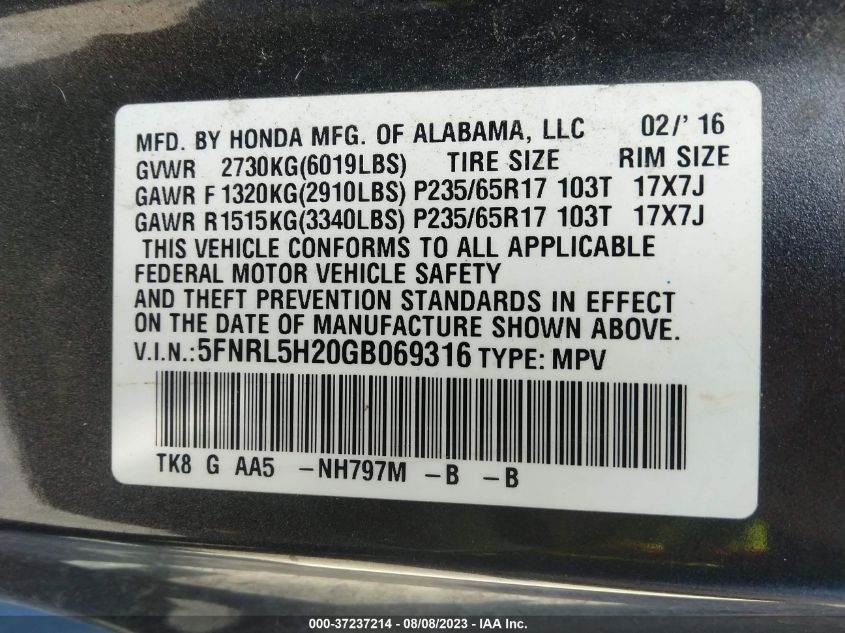 MFD. BY HONDA MFG. OF ALABAMA, LLC 02/' 16
GVWR 2730KG(6019LBS) TIRE SIZE RIM SIZE
GAWR F 1320KG(2910LBS) P235/65R17 103T 17X7J
GAWR R1515KG(3340LBS) P235/65R17 103T 17X7J
THIS VEHICLE CONFORMS TO ALL APPLICABLE
FEDERAL MOTOR VEHICLE SAFETY
AND THEFT PREVENTION STANDARDS IN EFFECT
ON THE DATE OF MANUFACTURE SHOWN ABOVE.
V.I.N.:5FNRL5H20GB069316 TYPE: MPV
TK8 G AA5 -NH797M -B -B
000-37237214 - 08/08/2023 - IAA Inc.